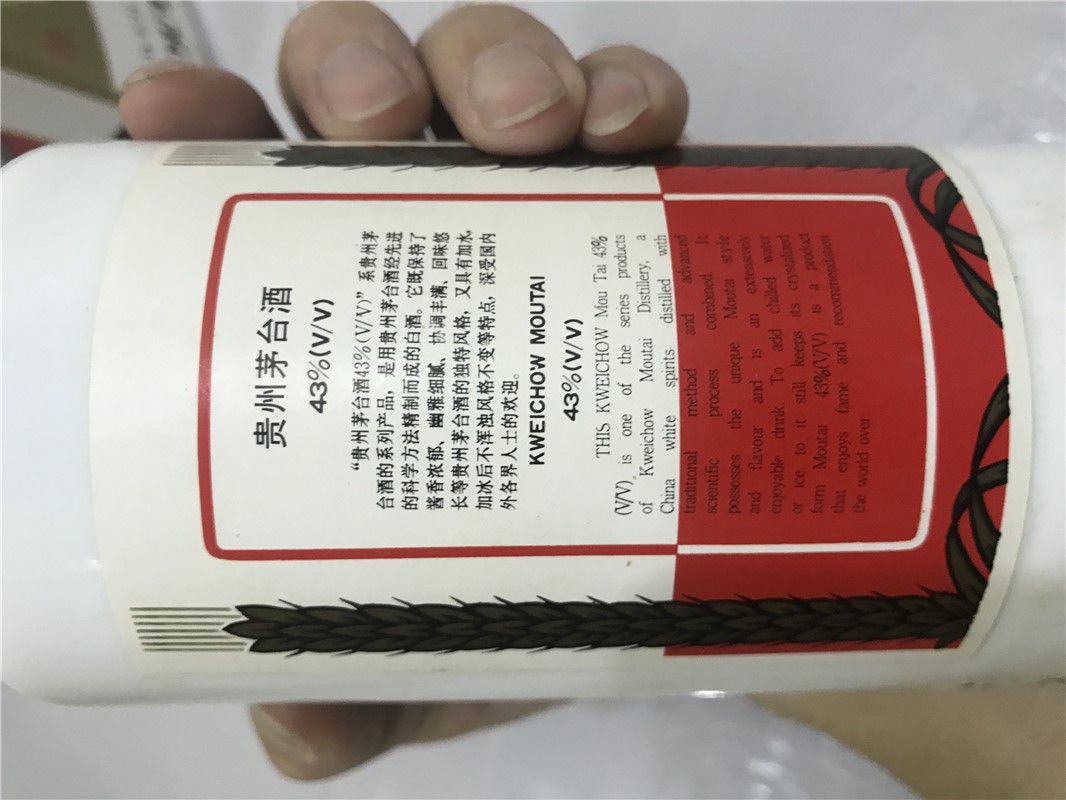 贵州茅台酒
43%(V/V)
“贵州茅台酒43%(V/V)”系贵州茅
台酒的系列产品，是用贵州茅台酒经先进
的科学方法精制而成的白酒。它既保持了
酱香浓郁、幽雅细腻、协调丰满、回味悠
长等贵州茅台酒的独特风格，又具有加水、
加冰后不浑浊风格不变等特点，深受国内
外各界人士的欢迎。
KWEICHOW MOUTAI
43%(V/V)
THIS KWEICHOW Mou Tai 43%
(V/V), is one of the series products
of Kweichow Moutai Distillery, a
China white spirits distilled with
traditional method and advanced
scientific process combined. It
possesses the unique Moutai style
and flavour and is an extensively
enjoyable drink. To add chilled water
or ice to it still keeps its crystalized
form Moutai 43%(V/V) is a product
that enjoys fame and recommendation
the world over.